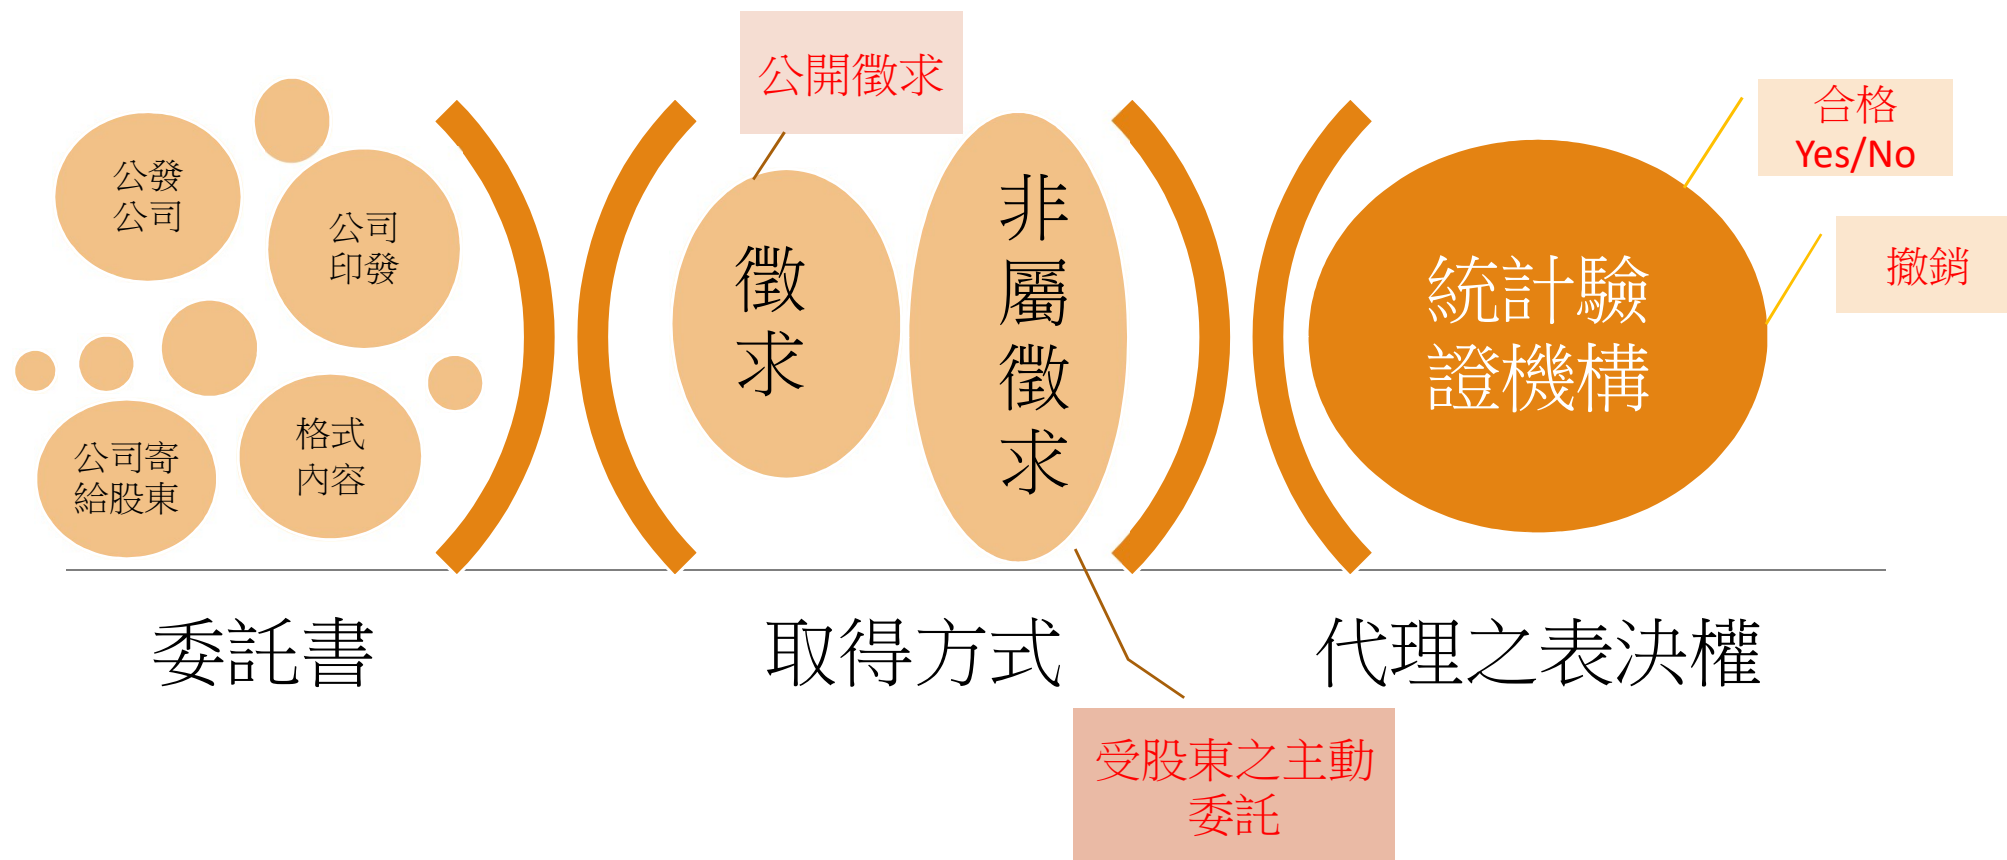 公發
公司
公司
印發
公司寄
給股東
格式
內容
委託書
公開徵求
徵
求
非
屬
徵
求
取得方式
受股東之主動
委託
統計驗
證機構
合格
Yes/No
撤銷
代理之表決權